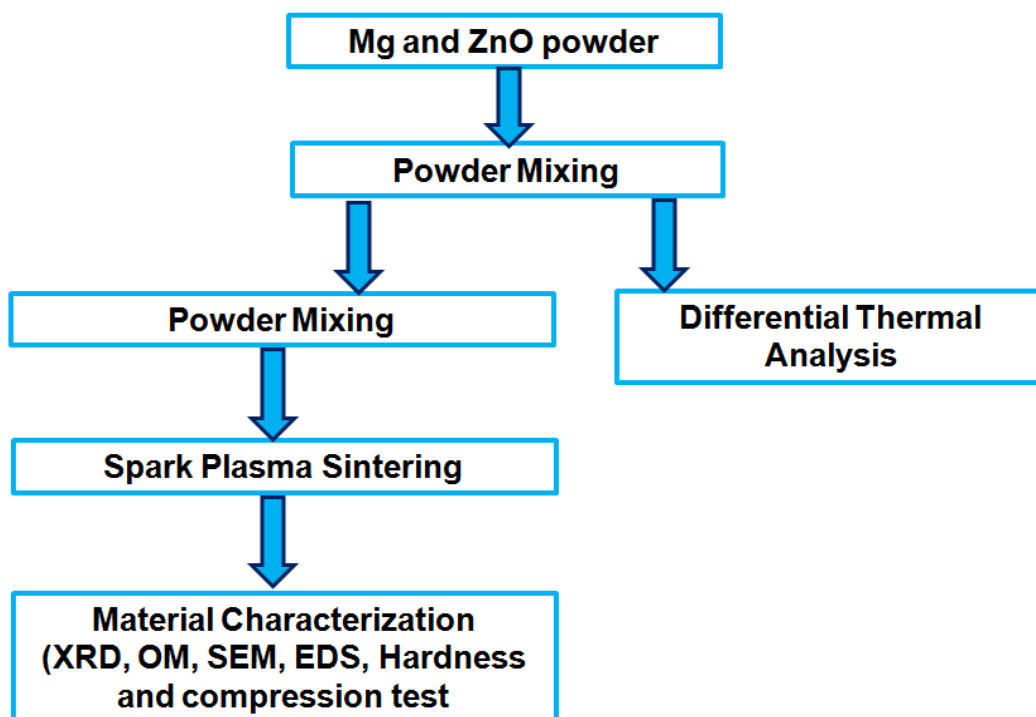 Mg and ZnO powder
Powder Mixing
Powder Mixing
Differential Thermal
Analysis
Spark Plasma Sintering
Material Characterization
(XRD, OM, SEM, EDS, Hardness
and compression test